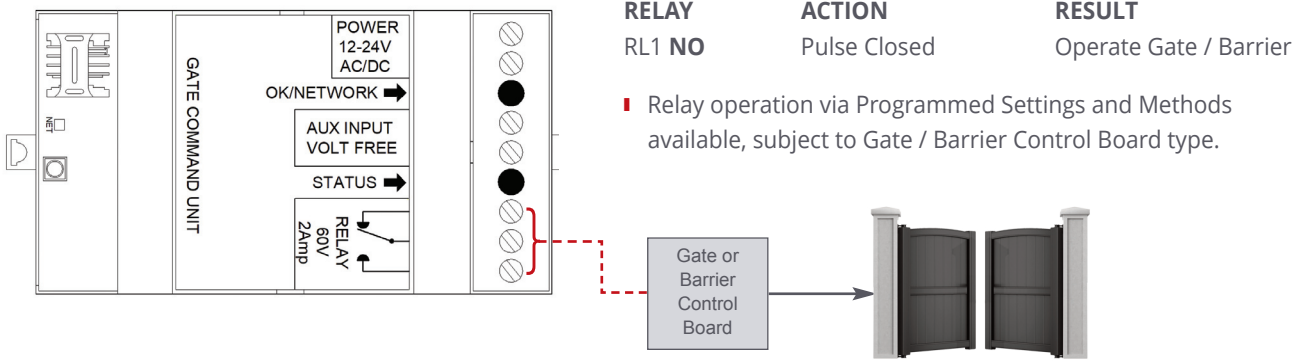 POWER
12-24V
AC/DC
OK/NETWORK
AUX INPUT
VOLT FREE
STATUS
RELAY
60V
2Amp
GATE COMMAND UNIT
NET
RELAY ACTION RESULT
RL1 NO Pulse Closed Operate Gate / Barrier
Relay operation via Programmed Settings and Methods
available, subject to Gate / Barrier Control Board type.
Gate or
Barrier
Control
Board